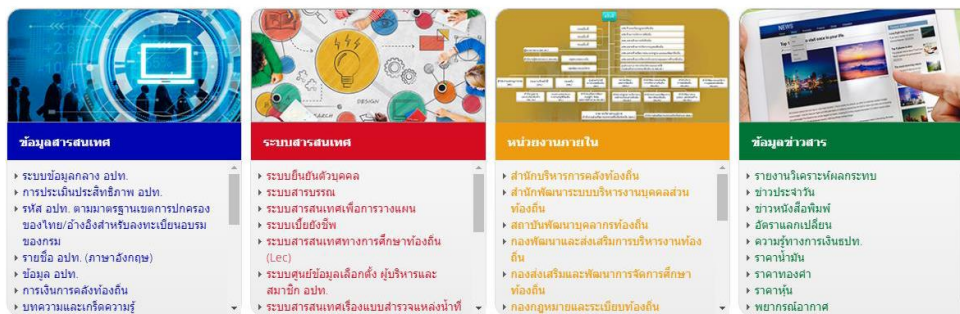 ข้อมูลสารสนเทศ
ระบบข้อมูลกลาง อปท.
การประเมินประสิทธิภาพ อปท.
รหัส อปท. ตามมาตรฐานเขตการปกครอง
ของไทย/อ้างอิงสำหรับลงทะเบียนอบรม
ของกรม
รายชื่อ อปท. (ภาษาอังกฤษ)
ข้อมูล อปท.
การเงินการคลังท้องถิ่น
บทความและเกร็ดความรู้
DESIGN
ระบบสารสนเทศ
ระบบยืนยันตัวบุคคล
ระบบสารบรรณ
ระบบสารสนเทศเพื่อการวางแผน
ระบบเบี้ยยังชีพ
ระบบสารสนเทศทางการศึกษาท้องถิ่น
(Lec)
ระบบศูนย์ข้อมูลเลือกตั้ง ผู้บริหารและ
สมาชิก อปท.
ระบบสารสนเทศเรื่องแบบสำรวจแหล่งน้ำที่
หน่วยงานภายใน
สำนักบริหารการคลังท้องถิ่น
สำนักพัฒนาระบบบริหารงานบุคคลส่วน
ท้องถิ่น
สถาบันพัฒนาบุคลากรท้องถิ่น
กองพัฒนาและส่งเสริมการบริหารงานท้อง
ถิ่น
กองส่งเสริมและพัฒนาการจัดการศึกษา
ท้องถิ่น
กองกฎหมายและระเบียบท้องถิ่น
NEWS
ข้อมูลข่าวสาร
รายงานวิเคราะห์ผลกระทบ
ข่าวประจำวัน
ข่าวหนังสือพิมพ์
อัตราแลกเปลี่ยน
ความรู้ทางการเงินธปท.
ราคาน้ำมัน
ราคาทองคำ
ราคาหุ้น
พยากรณ์อากาศ